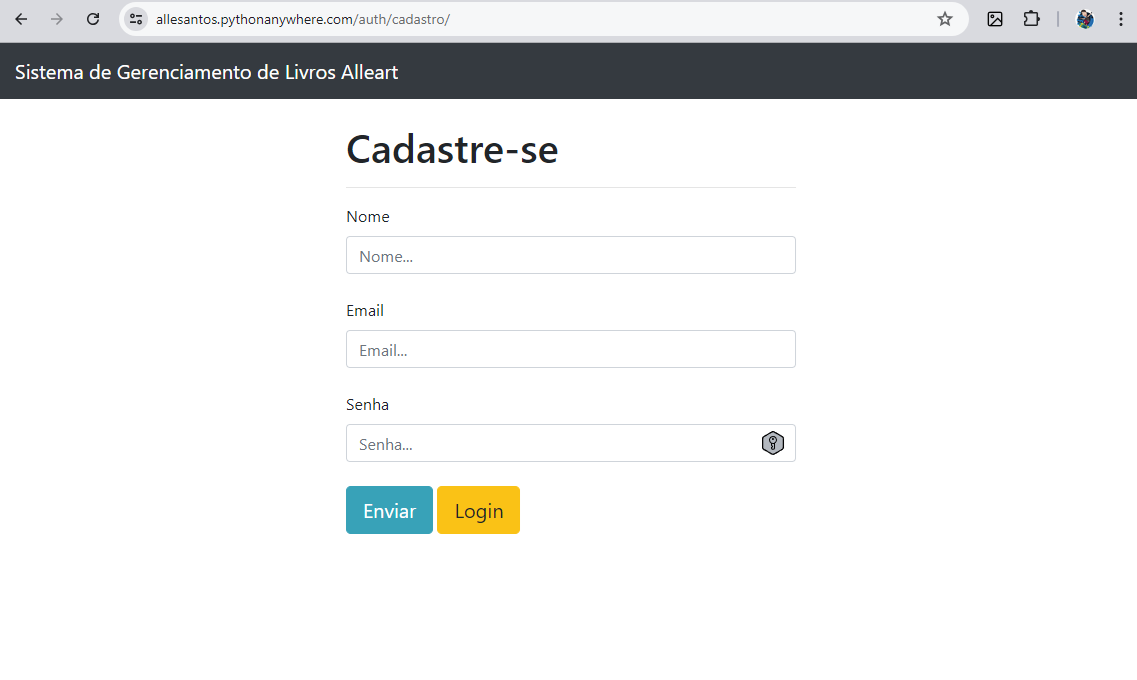 allesantos.pythonanywhere.com/auth/cadastro/
Sistema de Gerenciamento de Livros Alleart
Cadastre-se
Nome
Nome...
Email
Email...
Senha
Senha...
Enviar Login